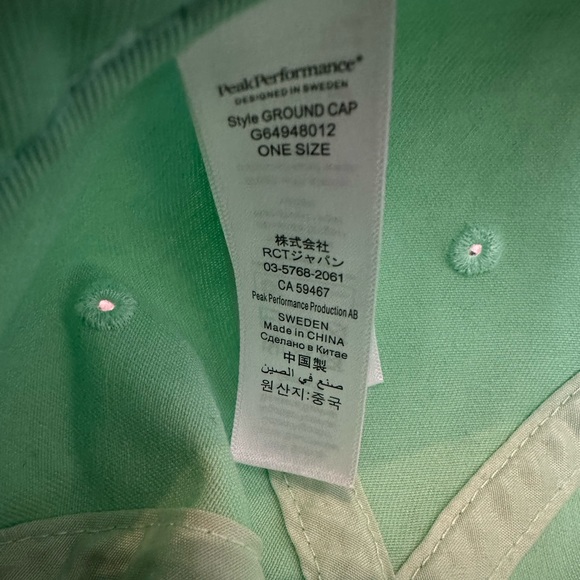 PeakPerformance®
DESIGNED IN SWEDEN
Style GROUND CAP
G64948012
ONE SIZE
株式会社
RCTジャパン
03-5768-2061
CA 59467
Peak Performance Production AB
SWEDEN
Made in CHINA
Сделано в Китае
中国製
صنع في الصين
원산지:중국